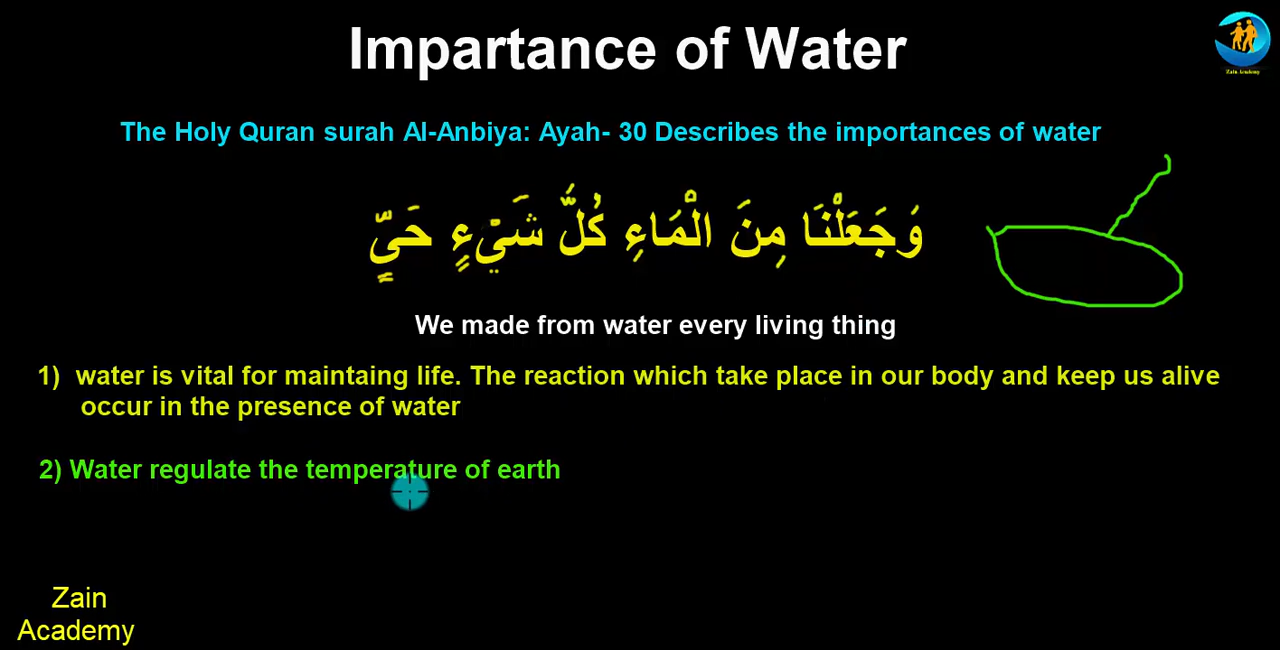 Impartance of Water
Zain Academy
The Holy Quran surah Al-Anbiya: Ayah- 30 Describes the importances of water
وَجَعَلْنَا مِنَ الْمَاءِ كُلَّ شَيْءٍ حَيٍّ
We made from water every living thing
1) water is vital for maintaing life. The reaction which take place in our body and keep us alive
occur in the presence of water
2) Water regulate the temperature of earth
Zain
Academy